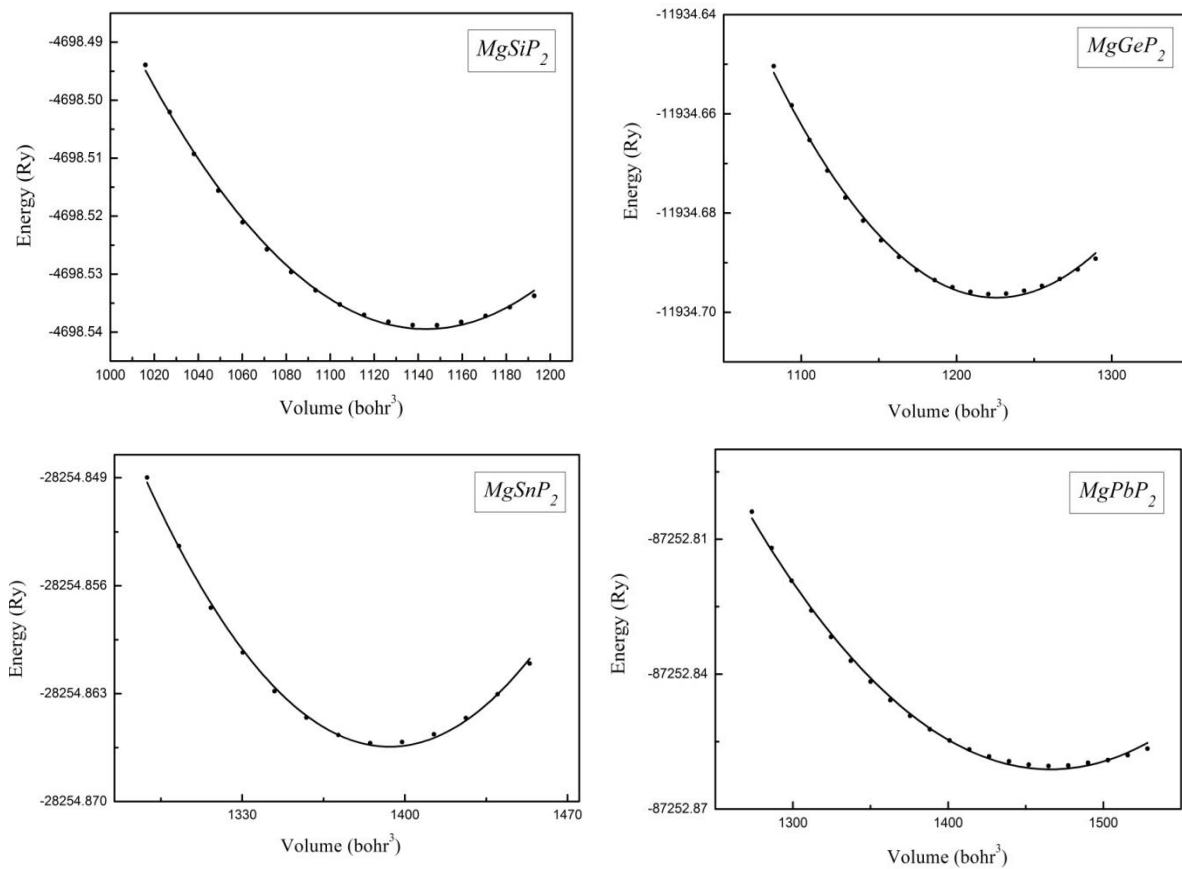 MgSiP2
Energy (Ry)
-4698.49
-4698.50
-4698.51
-4698.52
-4698.53
-4698.54
1000 1020 1040 1060 1080 1100 1120 1140 1160 1180 1200
Volume (bohr3)
MgGeP2
Energy (Ry)
-11934.64
-11934.66
-11934.68
-11934.70
1100 1200 1300
Volume (bohr3)
MgSnP2
Energy (Ry)
-28254.849
-28254.856
-28254.863
-28254.870
1330 1400 1470
Volume (bohr3)
MgPbP2
Energy (Ry)
-87252.81
-87252.84
-87252.87
1300 1400 1500
Volume (bohr3)